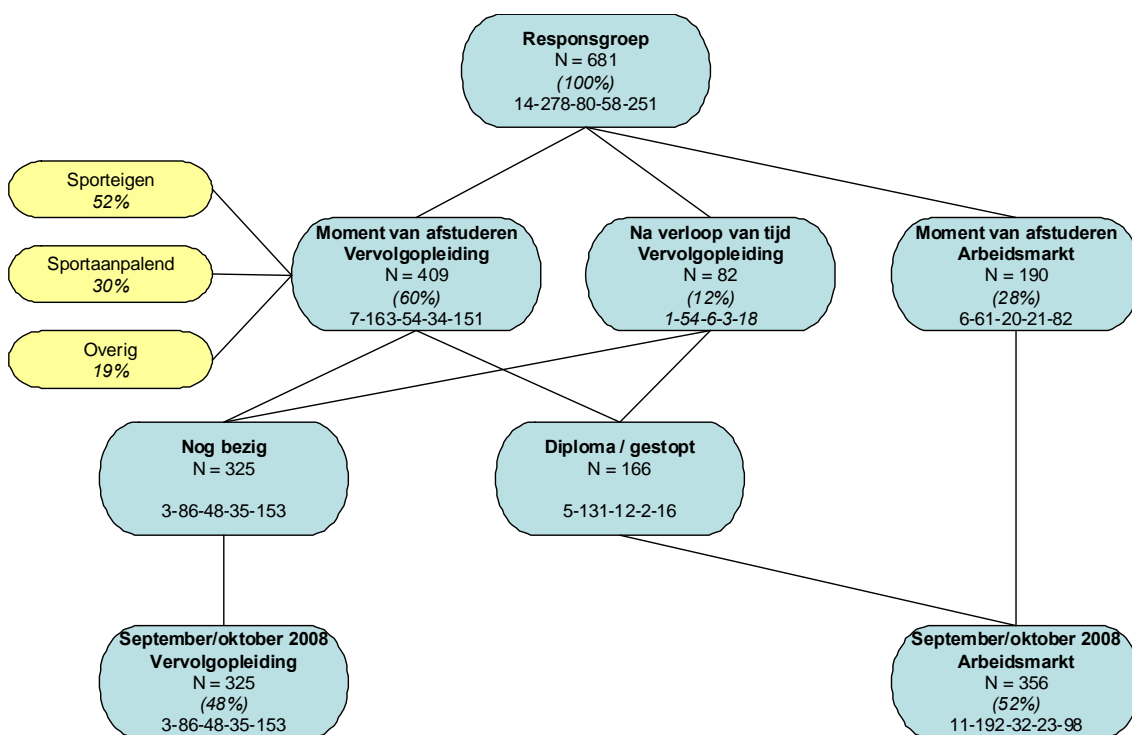 Responsgroep
N = 681
(100%)
14-278-80-58-251
Sporteigen
52%
Sportaanpalend
30%
Overig
19%
Moment van afstuderen
Vervolgopleiding
N = 409
(60%)
7-163-54-34-151
Na verloop van tijd
Vervolgopleiding
N = 82
(12%)
1-54-6-3-18
Moment van afstuderen
Arbeidsmarkt
N = 190
(28%)
6-61-20-21-82
Nog bezig
N = 325
3-86-48-35-153
Diploma / gestopt
N = 166
5-131-12-2-16
September/oktober 2008
Vervolgopleiding
N = 325
(48%)
3-86-48-35-153
September/oktober 2008
Arbeidsmarkt
N = 356
(52%)
11-192-32-23-98